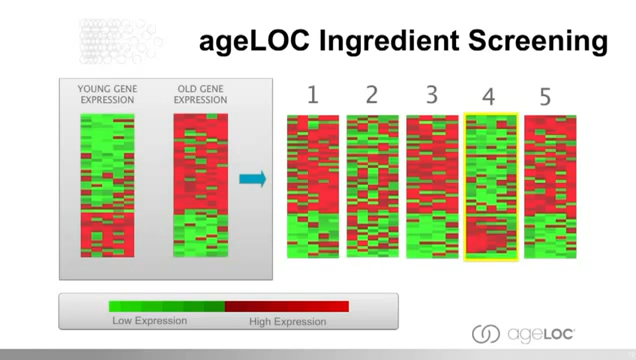 ageLOC Ingredient Screening
YOUNG GENE
EXPRESSION
OLD GENE
EXPRESSION
1 2 3 4 5
Low Expression
High Expression
ageLOC